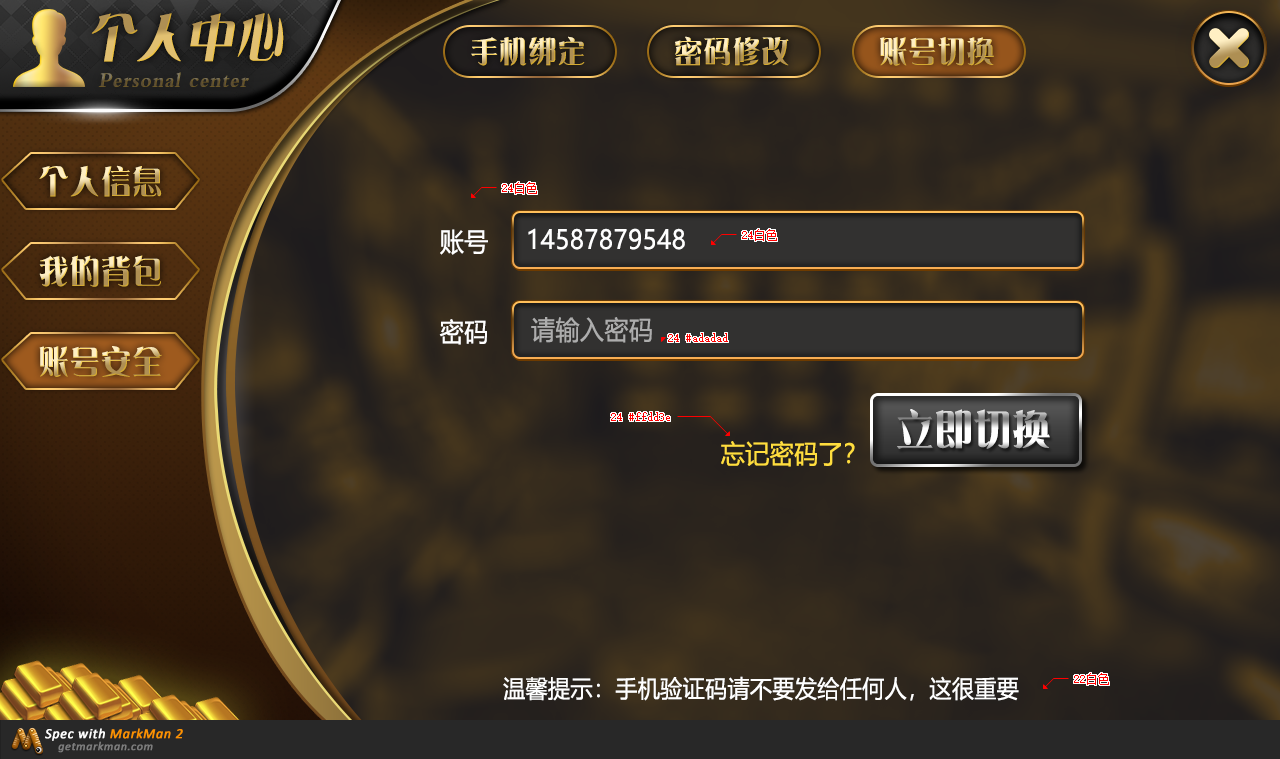 个人中心
Personal center
手机绑定
密码修改
账号切换
个人信息
我的背包
账号安全
24白色
账号
14587879548
24白色
密码
请输入密码
24 #adadad
24 #ffdd3e
忘记密码了?
立即切换
温馨提示：手机验证码请不要发给任何人，这很重要
22白色
Spec with MarkMan 2
getmarkman.com